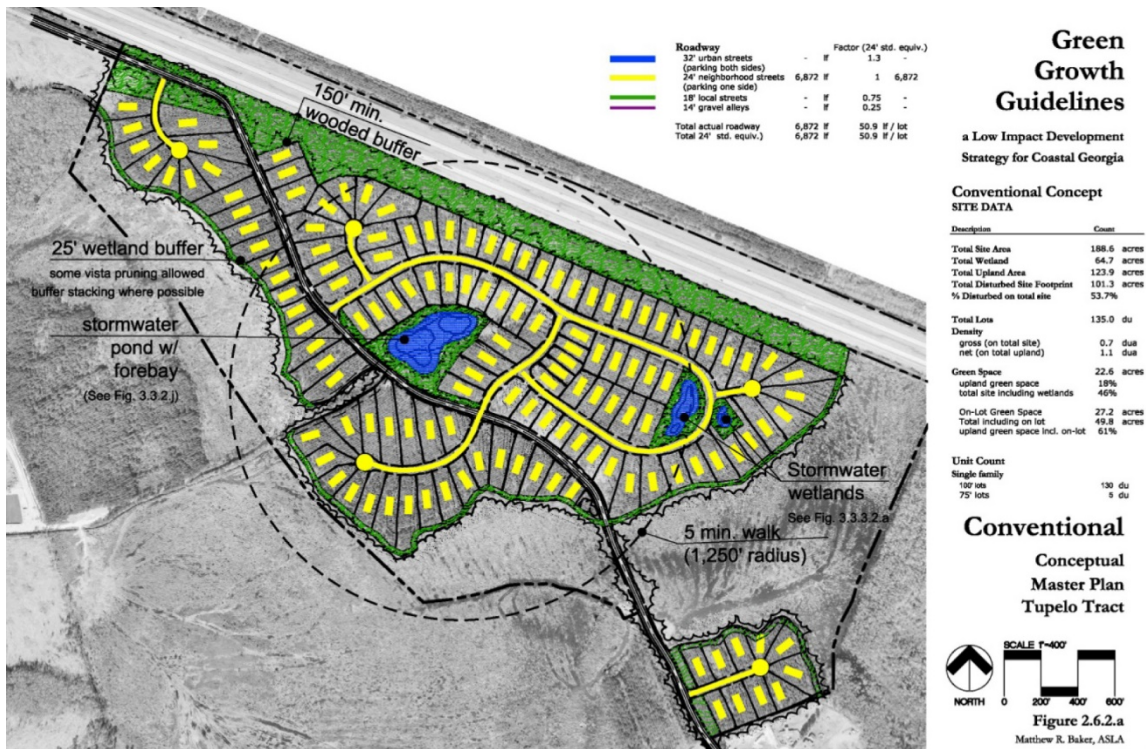 Roadway Factor (24' std. equiv.)
32' urban streets - lf 1.3 -
(parking both sides)
24' neighborhood streets 6,872 lf 1 6,872
(parking one side)
18' local streets - lf 0.75 -
14' gravel alleys - lf 0.25 -
Total actual roadway 6,872 lf 50.9 lf / lot
Total 24' std. equiv.) 6,872 lf 50.9 lf / lot
Green
Growth
Guidelines
a Low Impact Development
Strategy for Coastal Georgia
Conventional Concept
SITE DATA
Description Count
Total Site Area 188.6 acres
Total Wetland 64.7 acres
Total Upland Area 123.9 acres
Total Disturbed Site Footprint 101.3 acres
% Disturbed on total site 53.7%
Total Lots 135.0 du
Density
gross (on total site) 0.7 dua
net (on total upland) 1.1 dua
Green Space 22.6 acres
upland green space 18%
total site including wetlands 46%
On-Lot Green Space 27.2 acres
Total including on lot 49.8 acres
upland green space incl. on-lot 61%
Unit Count
Single family
100' lots 130 du
75' lots 5 du
Conventional
Conceptual
Master Plan
Tupelo Tract
SCALE 1"=400'
NORTH 0 200' 400' 600'
Figure 2.6.2.a
Matthew R. Baker, ASLA
150' min.
wooded buffer
25' wetland buffer
some vista pruning allowed
buffer stacking where possible
stormwater
pond w/
forebay
(See Fig. 3.3.2.j)
Stormwater
wetlands
See Fig. 3.3.3.2.a
5 min. walk
(1,250' radius)